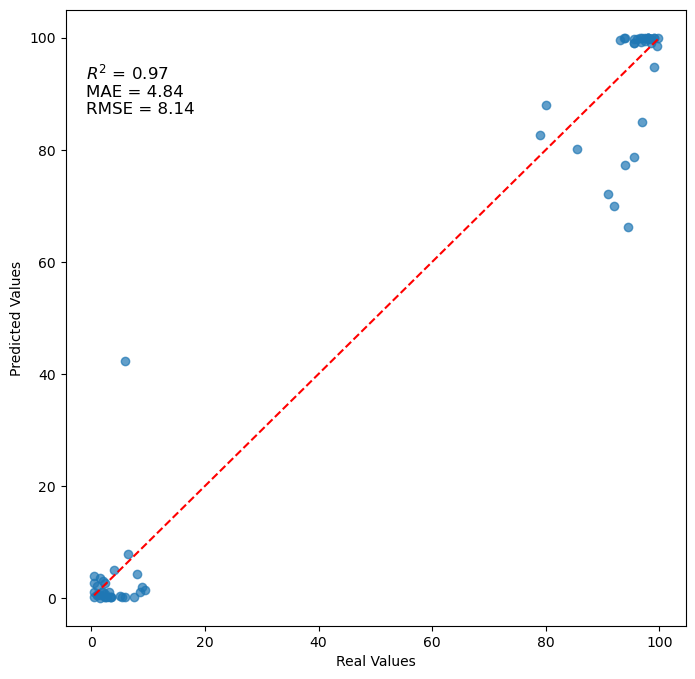 100
80
60
40
20
0
Predicted Values
R² = 0.97
MAE = 4.84
RMSE = 8.14
0 20 40 60 80 100
Real Values